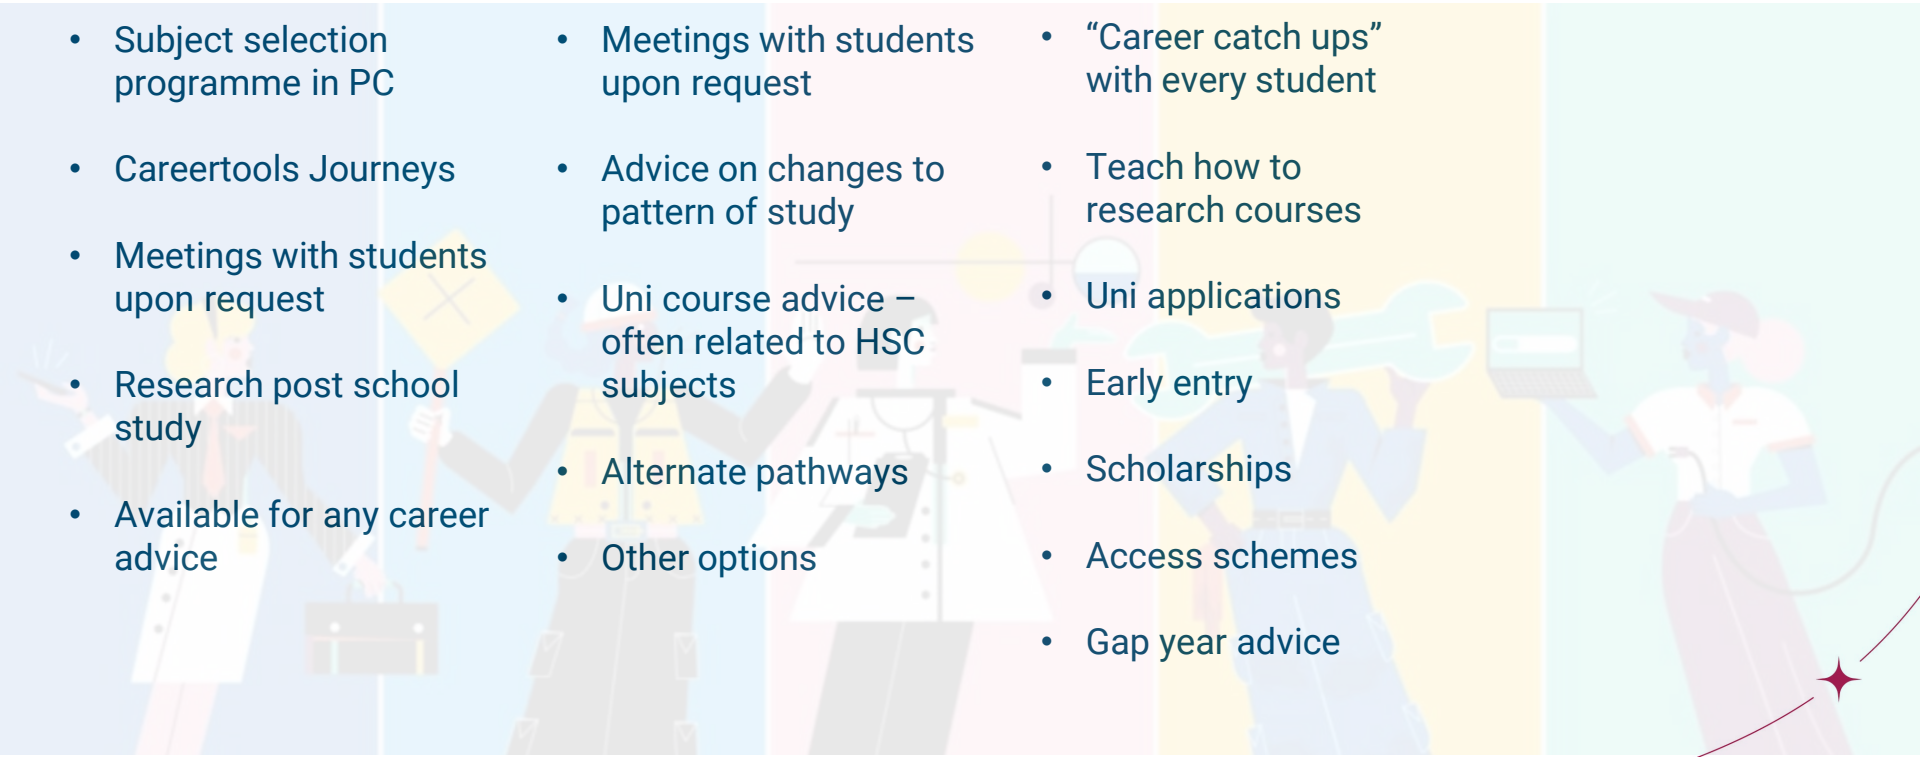 • Subject selection
programme in PC
• Careertools Journeys
• Meetings with students
upon request
• Research post school
study
• Available for any career
advice
• Meetings with students
upon request
• Advice on changes to
pattern of study
• Uni course advice –
often related to HSC
subjects
• Alternate pathways
• Other options
• “Career catch ups”
with every student
• Teach how to
research courses
• Uni applications
• Early entry
• Scholarships
• Access schemes
• Gap year advice